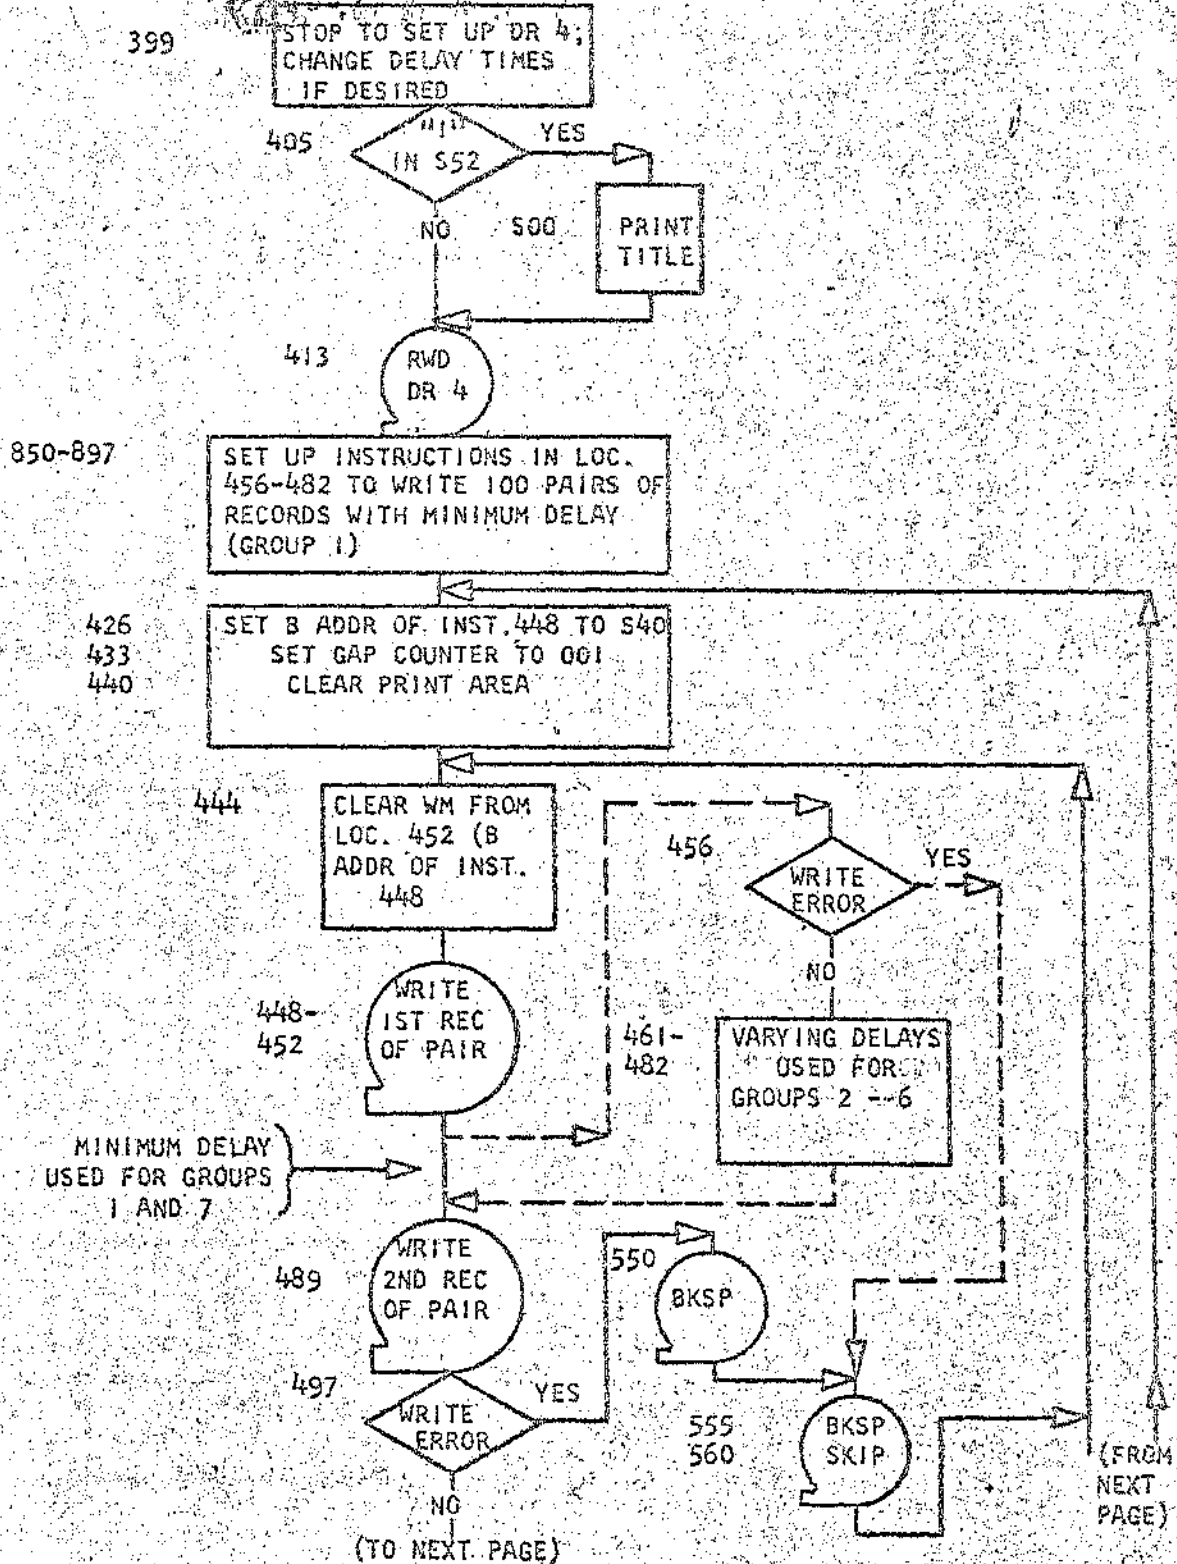 399
STOP TO SET UP DR 4;
CHANGE DELAY TIMES
IF DESIRED
405
"1"
IN S52
YES
NO
500
PRINT
TITLE
413
RWD
DR 4
850-897
SET UP INSTRUCTIONS IN LOC.
456-482 TO WRITE 100 PAIRS OF
RECORDS WITH MINIMUM DELAY
(GROUP 1)
426
433
440
SET B ADDR OF INST. 448 TO S40
SET GAP COUNTER TO 001
CLEAR PRINT AREA
444
CLEAR WM FROM
LOC. 452 (B
ADDR OF INST.
448
456
WRITE
ERROR
YES
NO
448-
452
WRITE
1ST REC
OF PAIR
461-
482
VARYING DELAYS
USED FOR
GROUPS 2 -- 6
MINIMUM DELAY
USED FOR GROUPS
1 AND 7
489
WRITE
2ND REC
OF PAIR
550
BKSP
497
WRITE
ERROR
YES
555
560
BKSP
SKIP
(FROM
NEXT
PAGE)
NO
(TO NEXT PAGE)